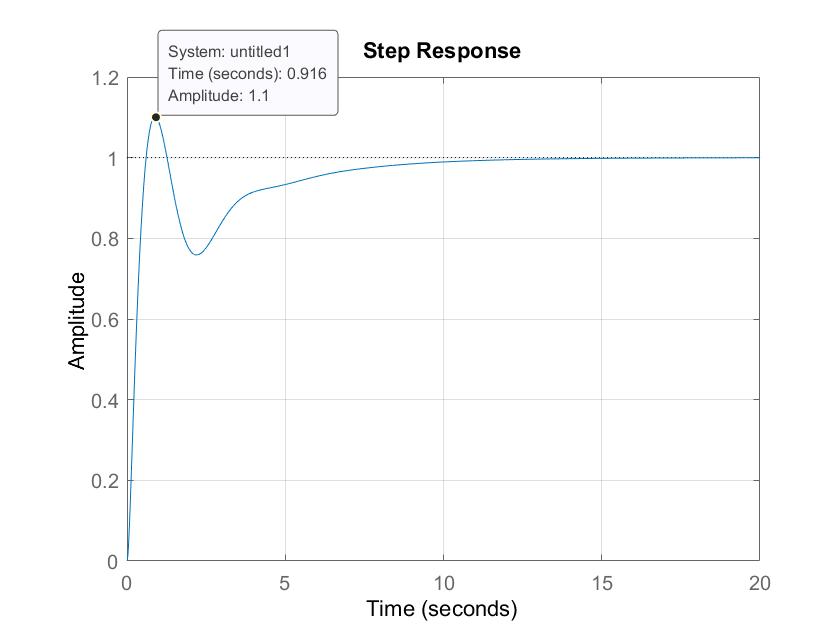 System: untitled1
Time (seconds): 0.916
Amplitude: 1.1
Step Response
1.2
1
0.8
0.6
0.4
0.2
0
Amplitude
0 5 10 15 20
Time (seconds)